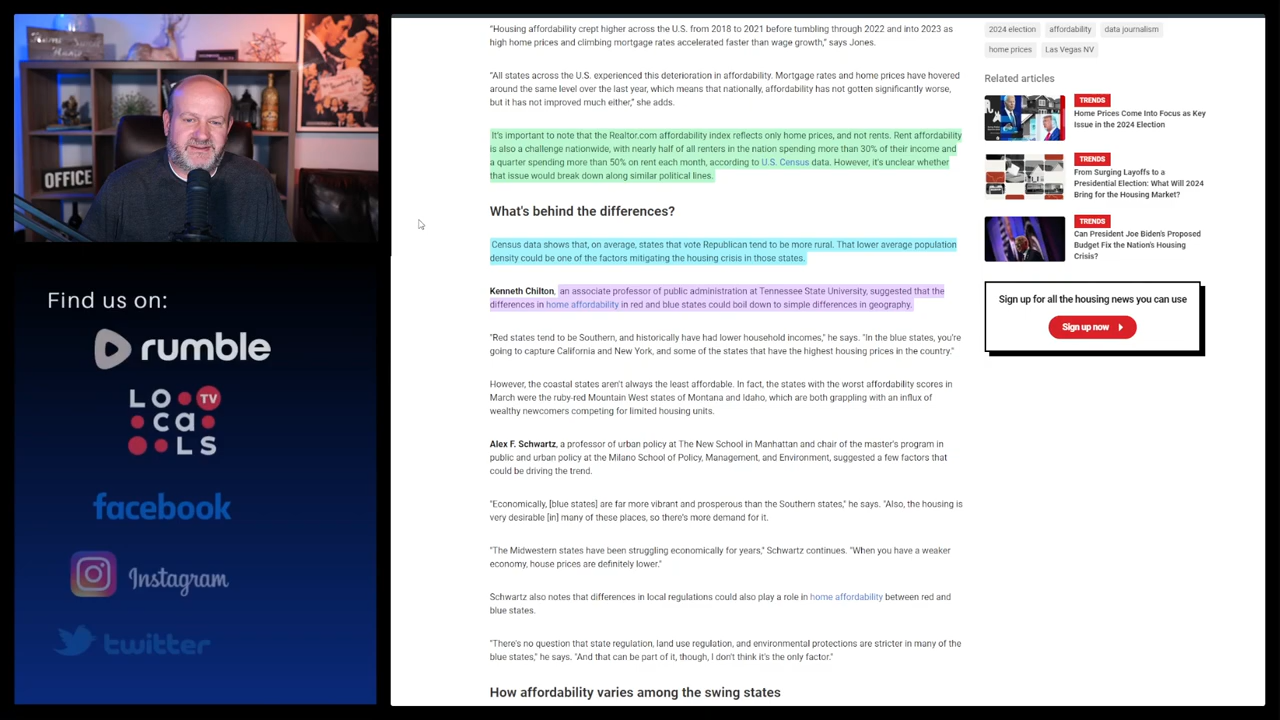 OFFICE
Find us on:
rumble
LOCALS
TV
facebook
Instagram
twitter
"Housing affordability crept higher across the U.S. from 2018 to 2021 before tumbling through 2022 and into 2023 as
high home prices and climbing mortgage rates accelerated faster than wage growth," says Jones.
"All states across the U.S. experienced this deterioration in affordability. Mortgage rates and home prices have hovered
around the same level over the last year, which means that nationally, affordability has not gotten significantly worse,
but it has not improved much either," she adds.
It's important to note that the Realtor.com affordability index reflects only home prices, and not rents. Rent affordability
is also a challenge nationwide, with nearly half of all renters in the nation spending more than 30% of their income and
a quarter spending more than 50% on rent each month, according to U.S. Census data. However, it's unclear whether
that issue would break down along similar political lines.
What's behind the differences?
Census data shows that, on average, states that vote Republican tend to be more rural. That lower average population
density could be one of the factors mitigating the housing crisis in those states.
Kenneth Chilton, an associate professor of public administration at Tennessee State University, suggested that the
differences in home affordability in red and blue states could boil down to simple differences in geography.
"Red states tend to be Southern, and historically have had lower household incomes," he says. "In the blue states, you're
going to capture California and New York, and some of the states that have the highest housing prices in the country."
However, the coastal states aren't always the least affordable. In fact, the states with the worst affordability scores in
March were the ruby-red Mountain West states of Montana and Idaho, which are both grappling with an influx of
wealthy newcomers competing for limited housing units.
Alex F. Schwartz, a professor of urban policy at The New School in Manhattan and chair of the master's program in
public and urban policy at the Milano School of Policy, Management, and Environment, suggested a few factors that
could be driving the trend.
"Economically, [blue states] are far more vibrant and prosperous than the Southern states," he says. "Also, the housing is
very desirable [in] many of these places, so there's more demand for it.
"The Midwestern states have been struggling economically for years," Schwartz continues. "When you have a weaker
economy, house prices are definitely lower."
Schwartz also notes that differences in local regulations could also play a role in home affordability between red and
blue states.
"There's no question that state regulation, land use regulation, and environmental protections are stricter in many of the
blue states," he says. "And that can be part of it, though, I don't think it's the only factor."
How affordability varies among the swing states
2024 election affordability data journalism
home prices Las Vegas NV
Related articles
TRENDS
Home Prices Come Into Focus as Key
Issue in the 2024 Election
TRENDS
From Surging Layoffs to a
Presidential Election: What Will 2024
Bring for the Housing Market?
TRENDS
Can President Joe Biden's Proposed
Budget Fix the Nation's Housing
Crisis?
Sign up for all the housing news you can use
Sign up now